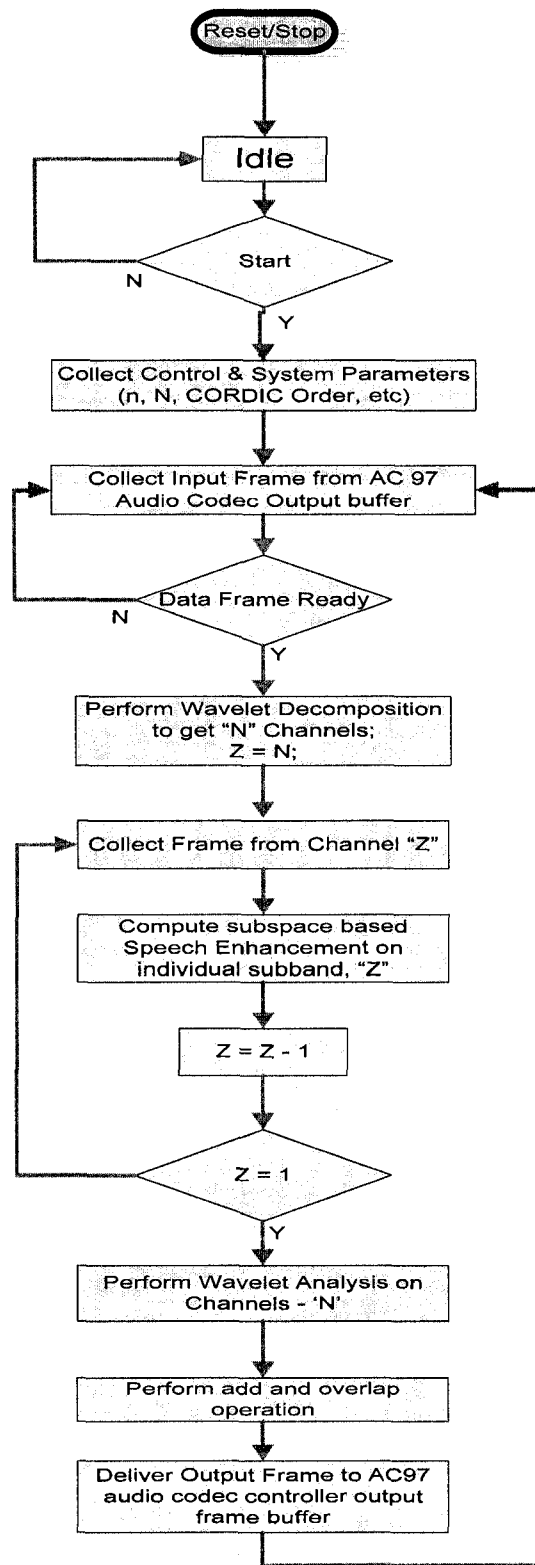 Reset/Stop
Idle
Start
N
Y
Collect Control & System Parameters
(n, N, CORDIC Order, etc)
Collect Input Frame from AC 97
Audio Codec Output buffer
Data Frame Ready
N
Y
Perform Wavelet Decomposition
to get "N" Channels;
Z = N;
Collect Frame from Channel "Z"
Compute subspace based
Speech Enhancement on
individual subband, "Z"
Z = Z - 1
Z = 1
Y
Perform Wavelet Analysis on
Channels - 'N'
Perform add and overlap
operation
Deliver Output Frame to AC97
audio codec controller output
frame buffer